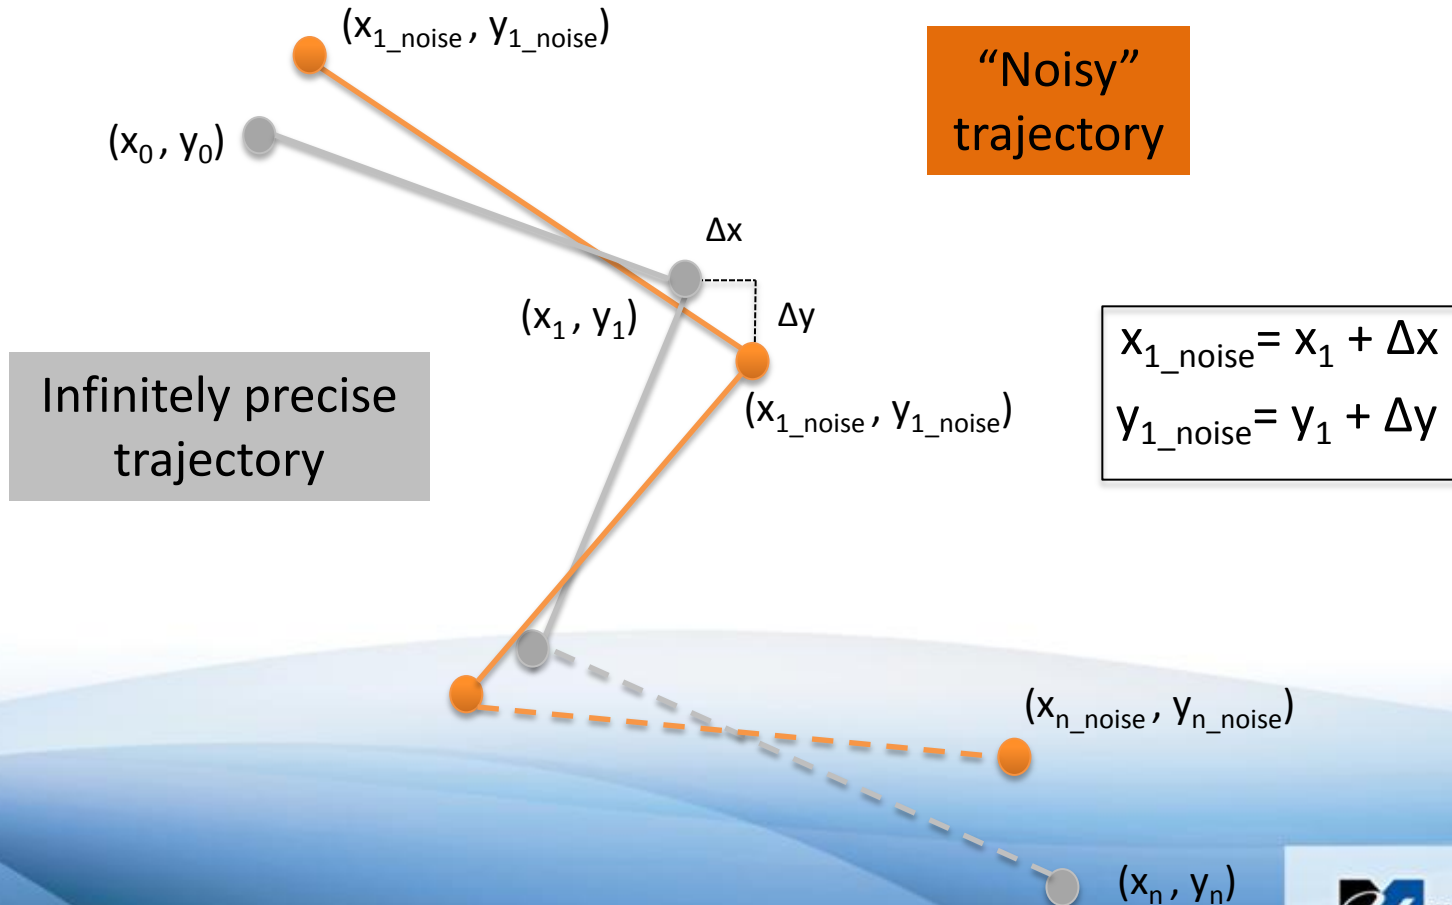 (x₁_noise , y₁_noise)
“Noisy”
trajectory
(x₀ , y₀)
Δx
(x₁ , y₁)
Δy
x₁_noise= x₁ + Δx
y₁_noise= y₁ + Δy
Infinitely precise
trajectory
(x₁_noise , y₁_noise)
(xₙ_noise , yₙ_noise)
(xₙ , yₙ)